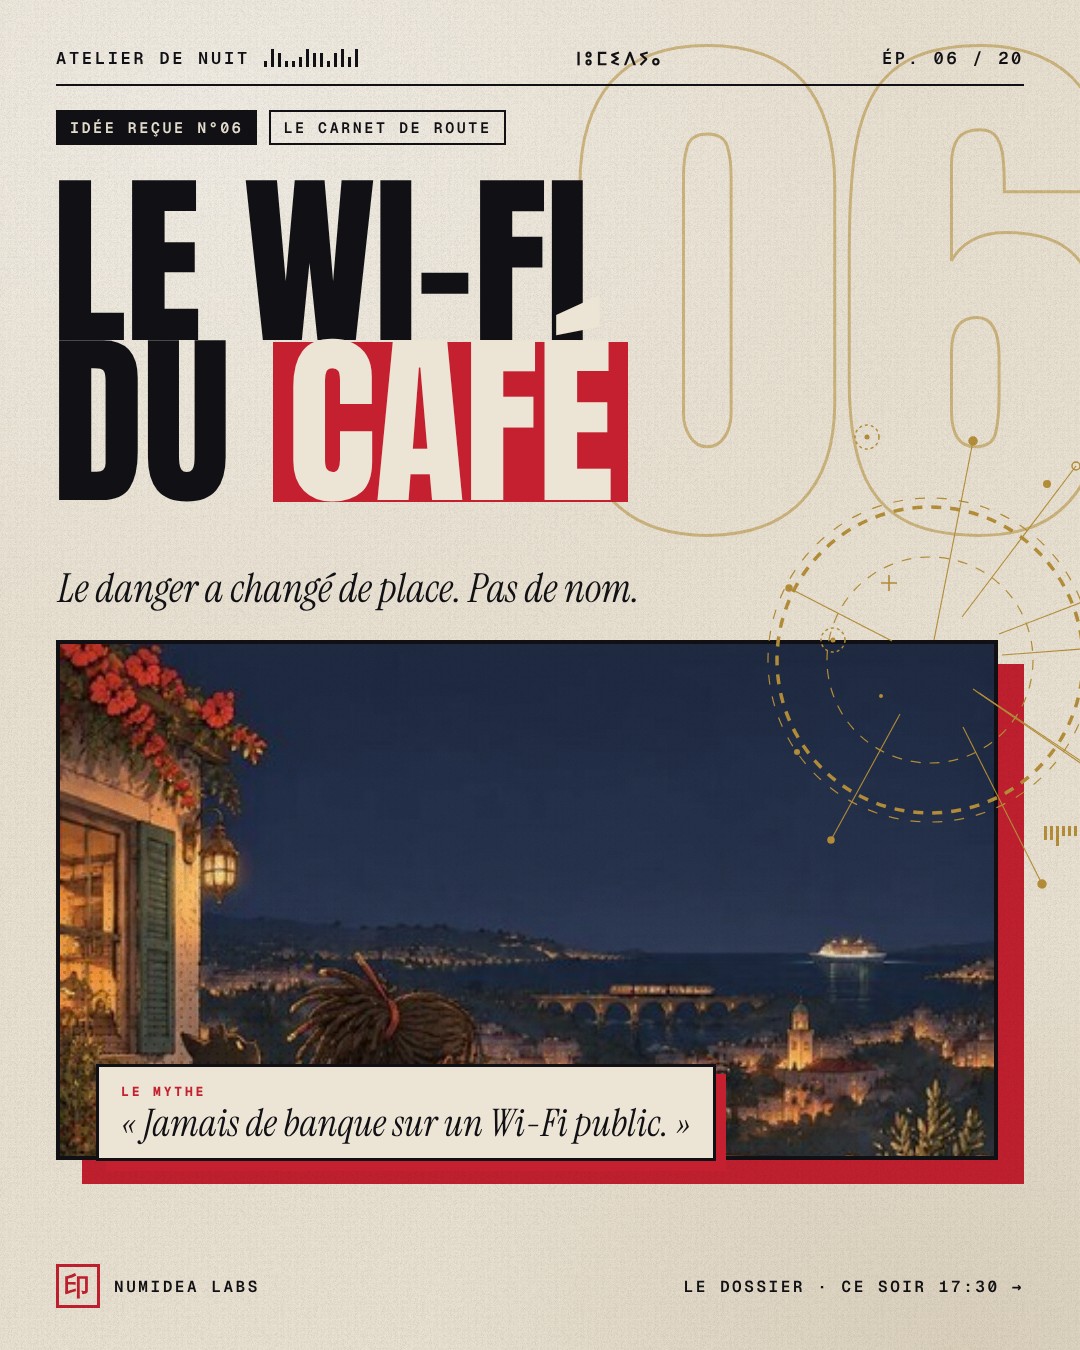 ATELIER DE NUIT
ⵏⵓⵎⵉⴷⵢⴰ
ÉP. 06 / 20
06
IDÉE REÇUE N°06
LE CARNET DE ROUTE
LE WI-FI
DU CAFÉ
Le danger a changé de place. Pas de nom.
LE MYTHE
« Jamais de banque sur un Wi-Fi public. »
印 NUMIDEA LABS
LE DOSSIER · CE SOIR 17:30 →